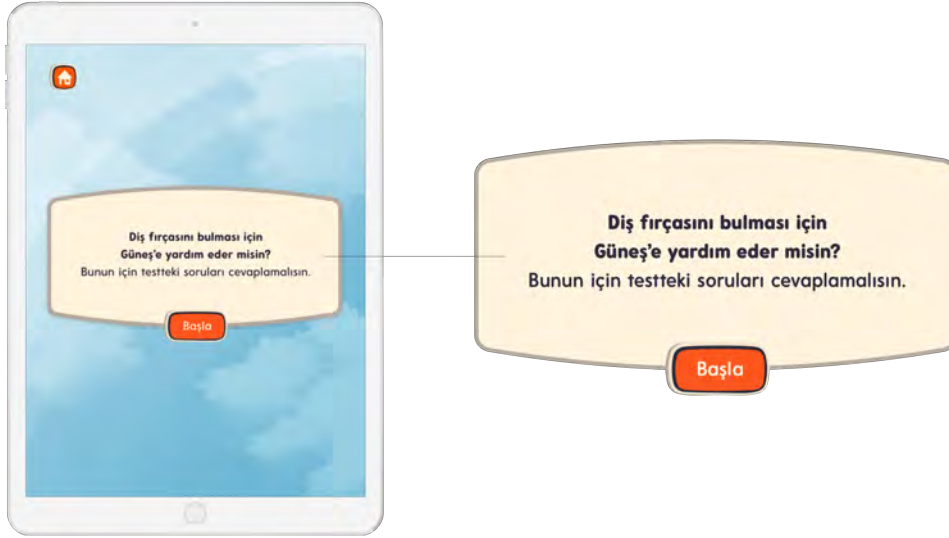 Diş fırçasını bulması için
Güneş'e yardım eder misin?
Bunun için testteki soruları cevaplamalısın.
Başla
Diş fırçasını bulması için
Güneş'e yardım eder misin?
Bunun için testteki soruları cevaplamalısın.
Başla